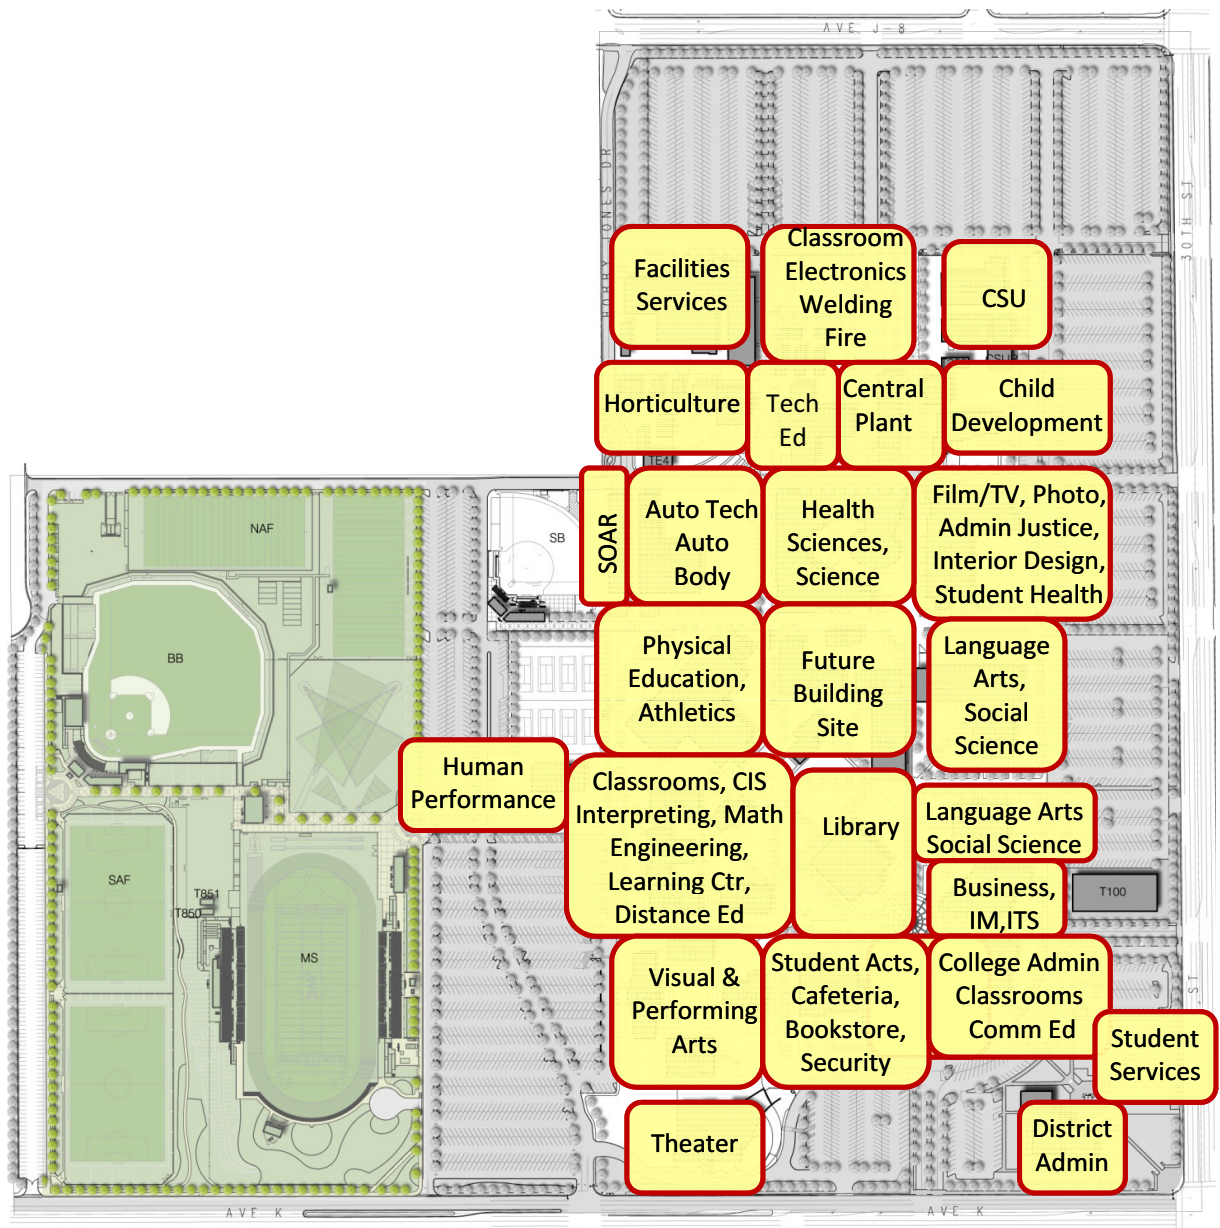 AVE J-8
30TH ST
Facilities
Services
Classroom
Electronics
Welding
Fire
CSU
Horticulture
Tech
Ed
Central
Plant
Child
Development
TE4
SOAR
Auto Tech
Auto
Body
Health
Sciences,
Science
Film/TV, Photo,
Admin Justice,
Interior Design,
Student Health
NAF
SB
BB
Physical
Education,
Athletics
Future
Building
Site
Language
Arts,
Social
Science
Human
Performance
Classrooms, CIS
Interpreting, Math
Engineering,
Learning Ctr,
Distance Ed
Library
Language Arts
Social Science
Business,
IM,ITS
T100
SAF
T851
T850
MS
Visual &
Performing
Arts
Student Acts,
Cafeteria,
Bookstore,
Security
College Admin
Classrooms
Comm Ed
ST
Student
Services
Theater
District
Admin
AVE K
AVE K